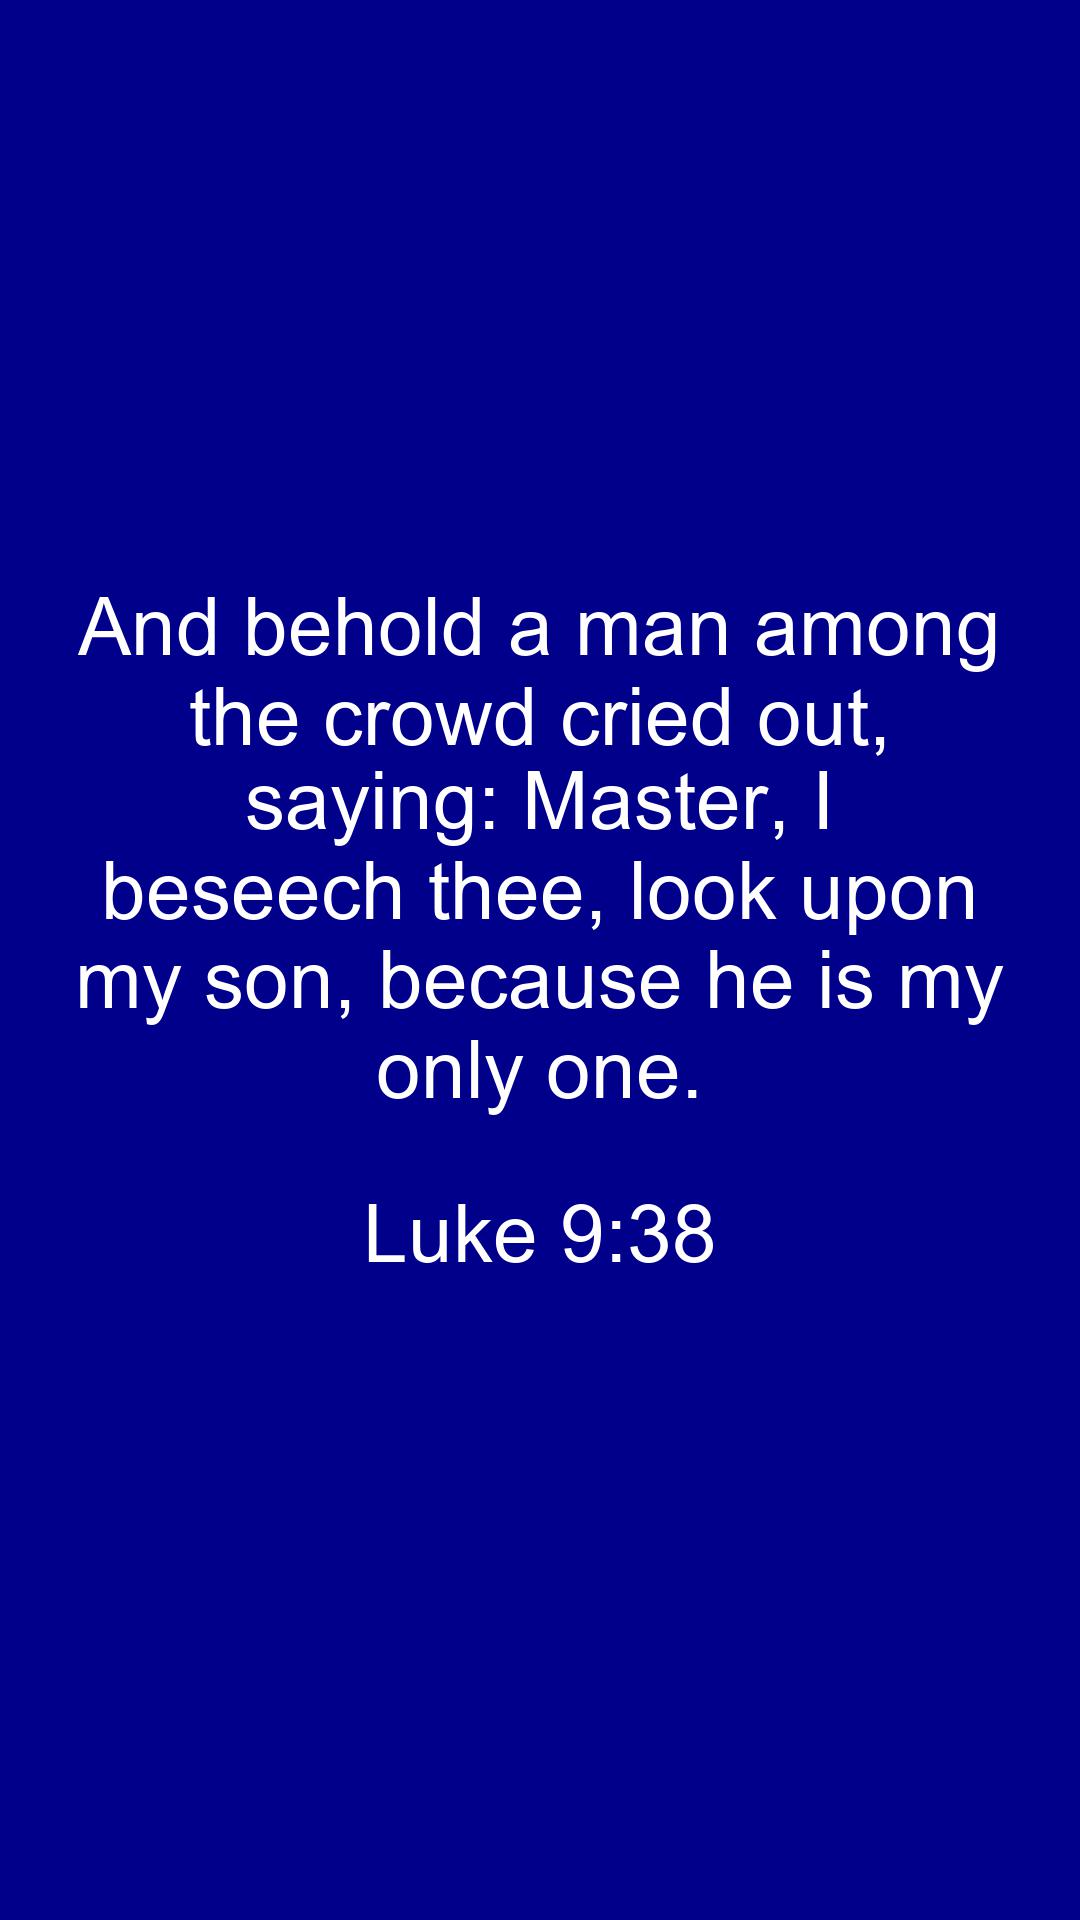 And behold a man among
the crowd cried out,
saying: Master, I
beseech thee, look upon
my son, because he is my
only one.
Luke 9:38